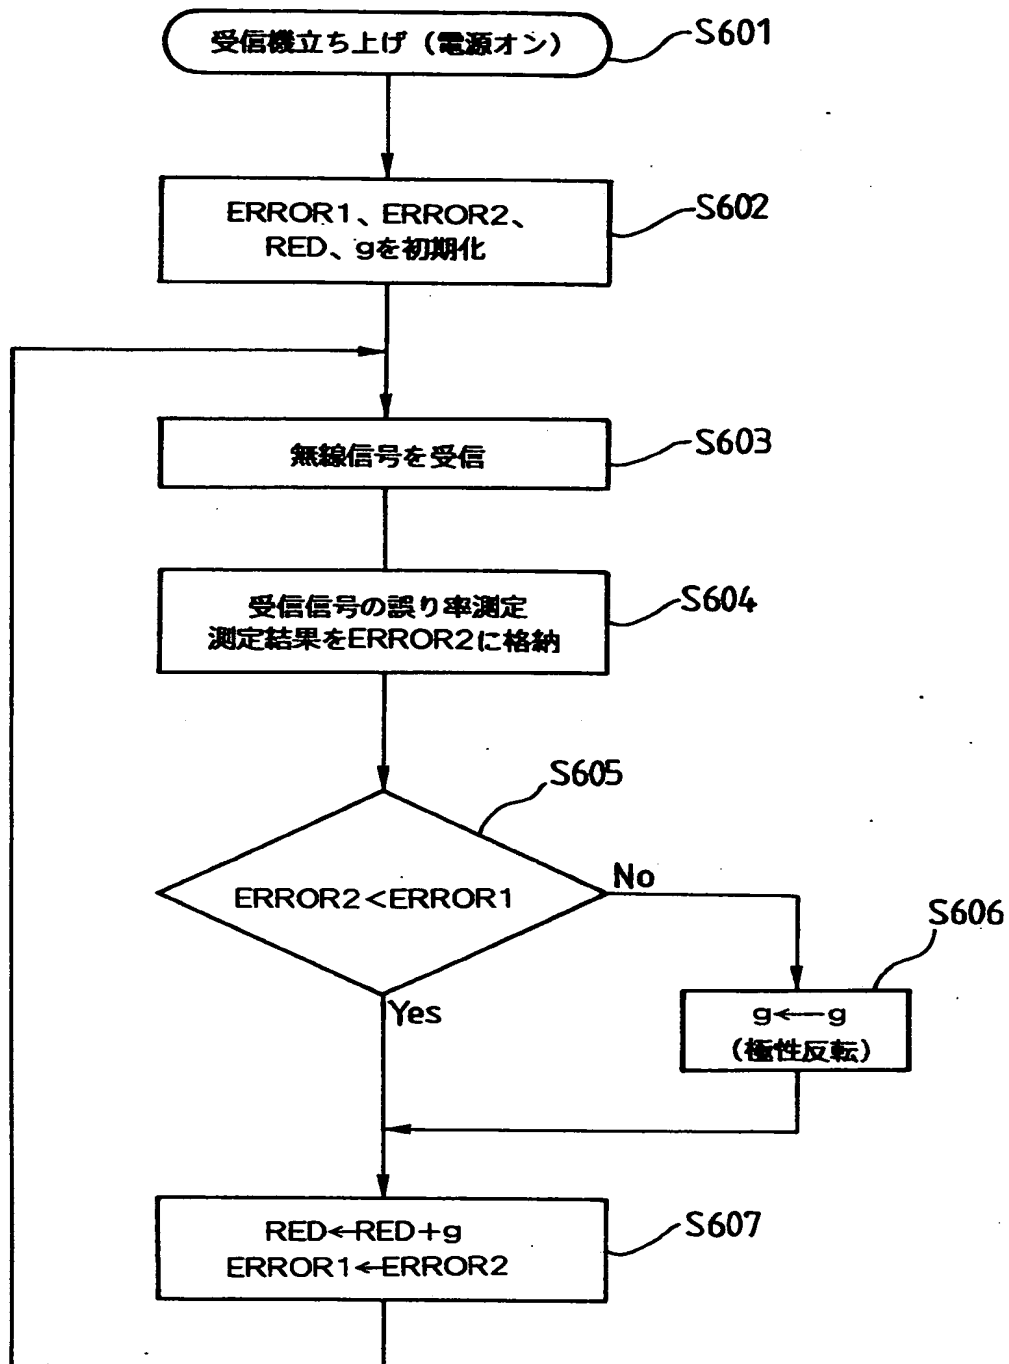 受信機立ち上げ（電源オン）
S601
ERROR1、ERROR2、
RED、gを初期化
S602
無線信号を受信
S603
受信信号の誤り率測定
測定結果をERROR2に格納
S604
S605
ERROR2<ERROR1
No
Yes
S606
g←−g
（極性反転）
RED←RED+g
ERROR1←ERROR2
S607